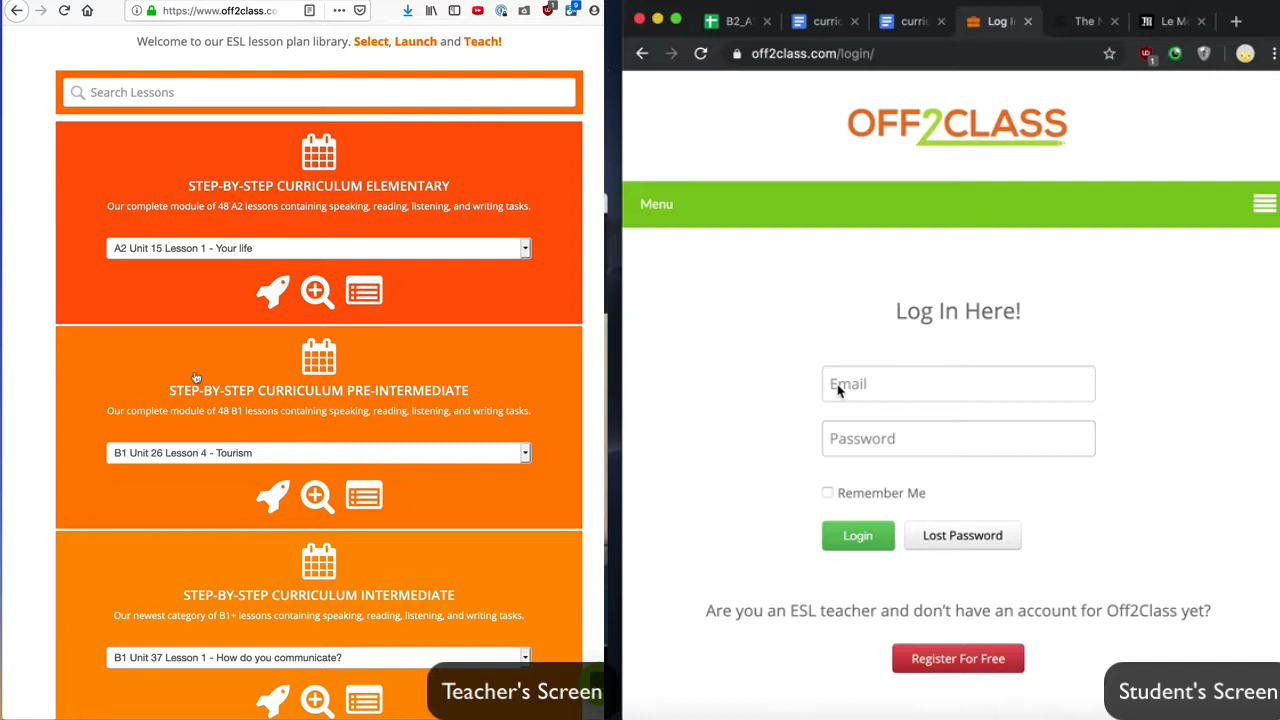 https://www.off2class.co
Welcome to our ESL lesson plan library. Select, Launch and Teach!
Search Lessons
STEP-BY-STEP CURRICULUM ELEMENTARY
Our complete module of 48 A2 lessons containing speaking, reading, listening, and writing tasks.
A2 Unit 15 Lesson 1 - Your life
STEP-BY-STEP CURRICULUM PRE-INTERMEDIATE
Our complete module of 48 B1 lessons containing speaking, reading, listening, and writing tasks.
B1 Unit 26 Lesson 4 - Tourism
STEP-BY-STEP CURRICULUM INTERMEDIATE
Our newest category of B1+ lessons containing speaking, reading, listening, and writing tasks.
B1 Unit 37 Lesson 1 - How do you communicate?
Teacher's Screen
B2_A
curric
curric
Log I
The N
Le M
off2class.com/login/
1
OFF2CLASS
Menu
Log In Here!
Email
Password
Remember Me
Login
Lost Password
Are you an ESL teacher and don't have an account for Off2Class yet?
Register For Free
Student's Screen